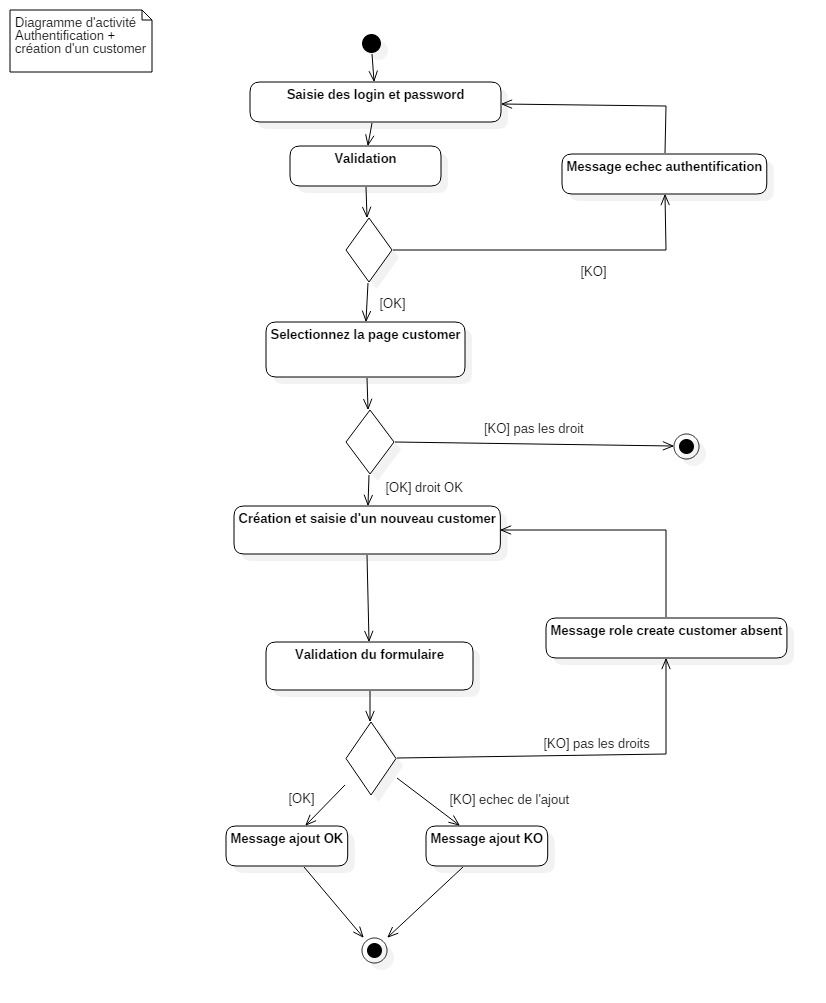 Diagramme d'activité
Authentification +
création d'un customer
Saisie des login et password
Validation
Message echec authentification
[KO]
[OK]
Selectionnez la page customer
[KO] pas les droit
[OK] droit OK
Création et saisie d'un nouveau customer
Message role create customer absent
Validation du formulaire
[KO] pas les droits
[OK]
[KO] echec de l'ajout
Message ajout OK
Message ajout KO